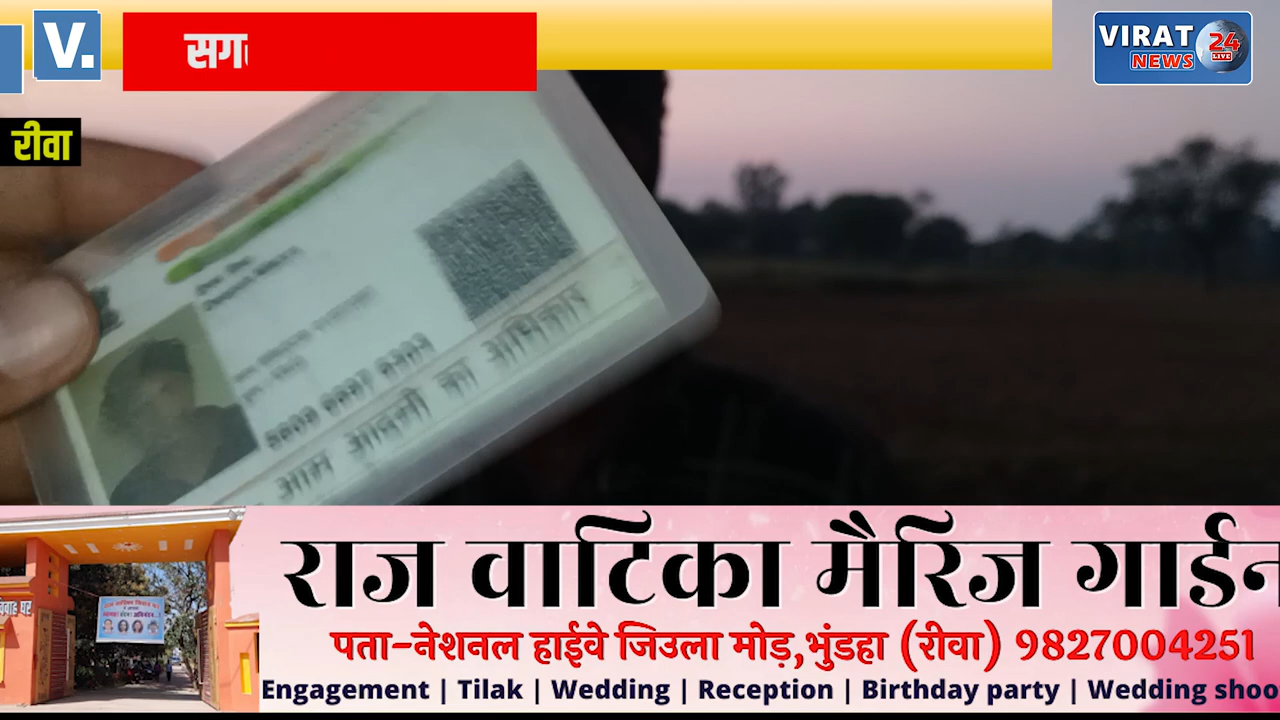 V.
सग
VIRAT
24
NEWS
LIVE
रीवा
आम आदमी का अधिकार
राज वाटिका मैरिज गार्डन
पता-नेशनल हाईवे जिउला मोड़,भुंडहा (रीवा) 9827004251
Engagement | Tilak | Wedding | Reception | Birthday party | Wedding shoo